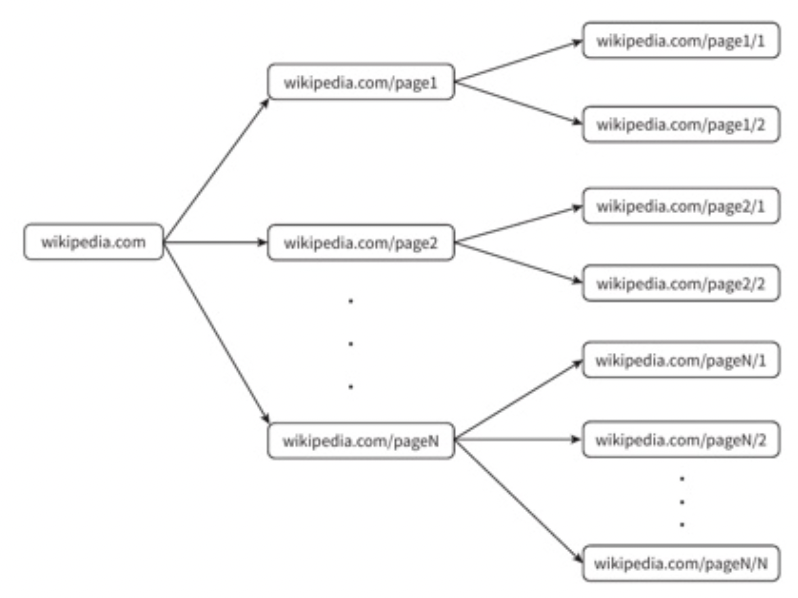 wikipedia.com
wikipedia.com/page1
wikipedia.com/page2
wikipedia.com/pageN
wikipedia.com/page1/1
wikipedia.com/page1/2
wikipedia.com/page2/1
wikipedia.com/page2/2
wikipedia.com/pageN/1
wikipedia.com/pageN/2
wikipedia.com/pageN/N